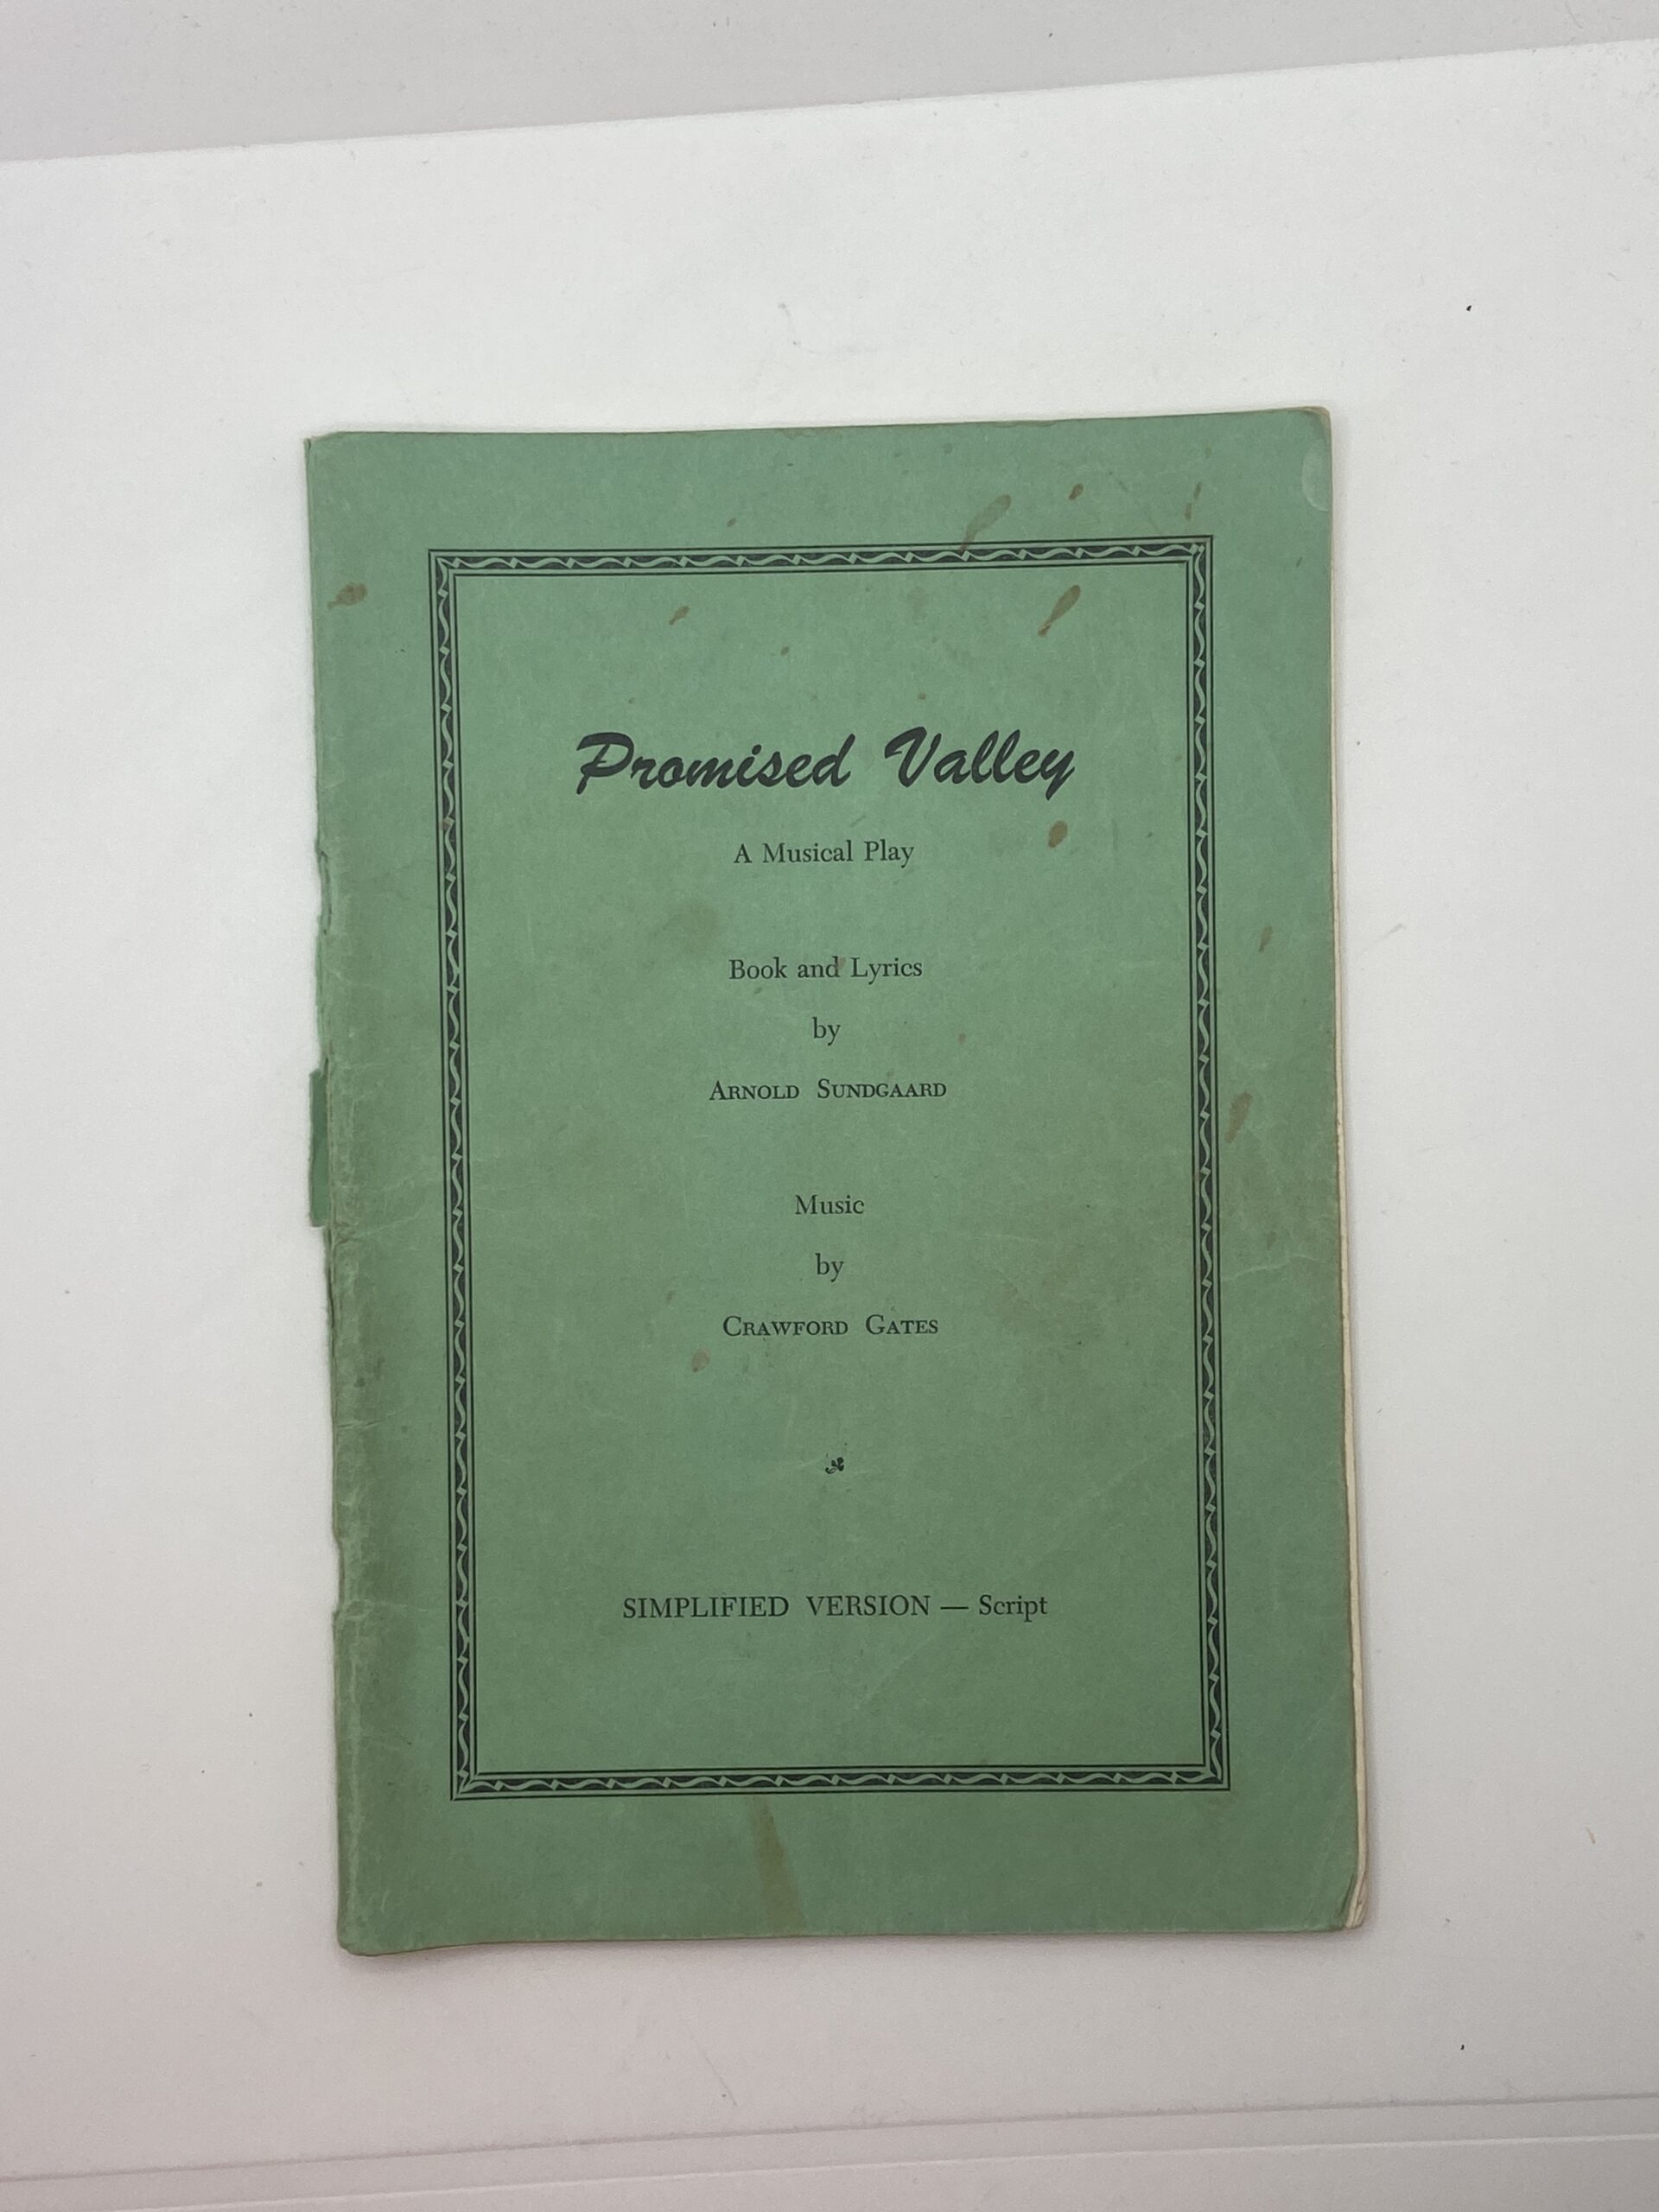 Promised Valley
A Musical Play
Book and Lyrics
by
ARNOLD SUNDGAARD
Music
by
CRAWFORD GATES
SIMPLIFIED VERSION — Script